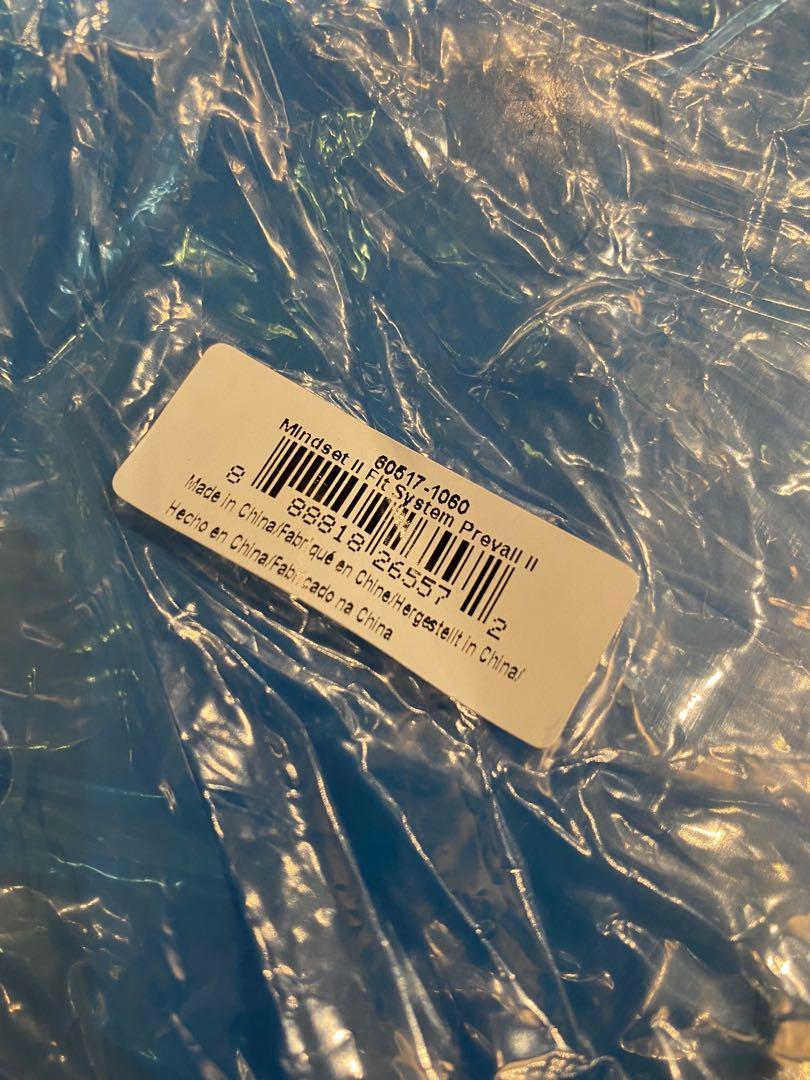 60517-1060
Mindset II Fit System Prevail II
8 88818 26557 2
Made in China/Fabriqué en Chine/Hergestellt in China/
Hecho en China/Fabricado na China